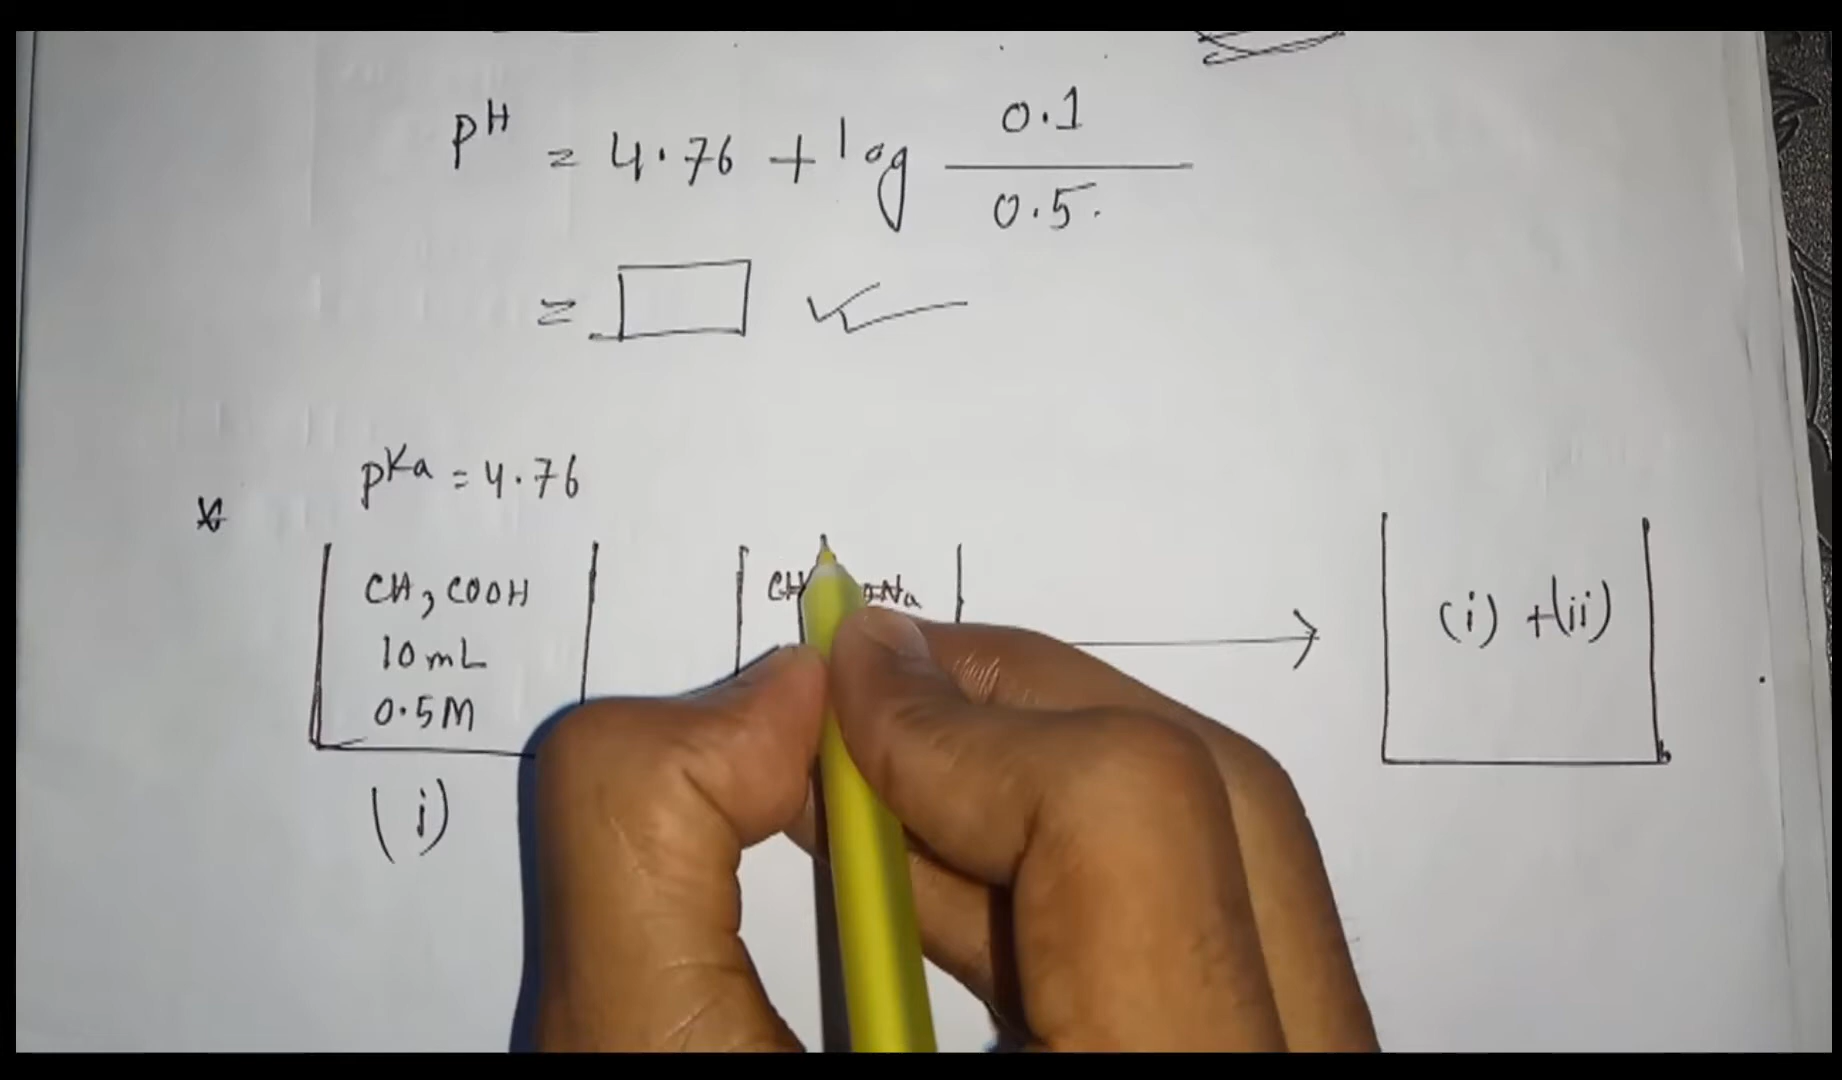 pH = 4.76 + log 0.1 / 0.5.
=
pKa = 4.76
CH3COOH
10 mL
0.5M
(i)
(i) + (ii)